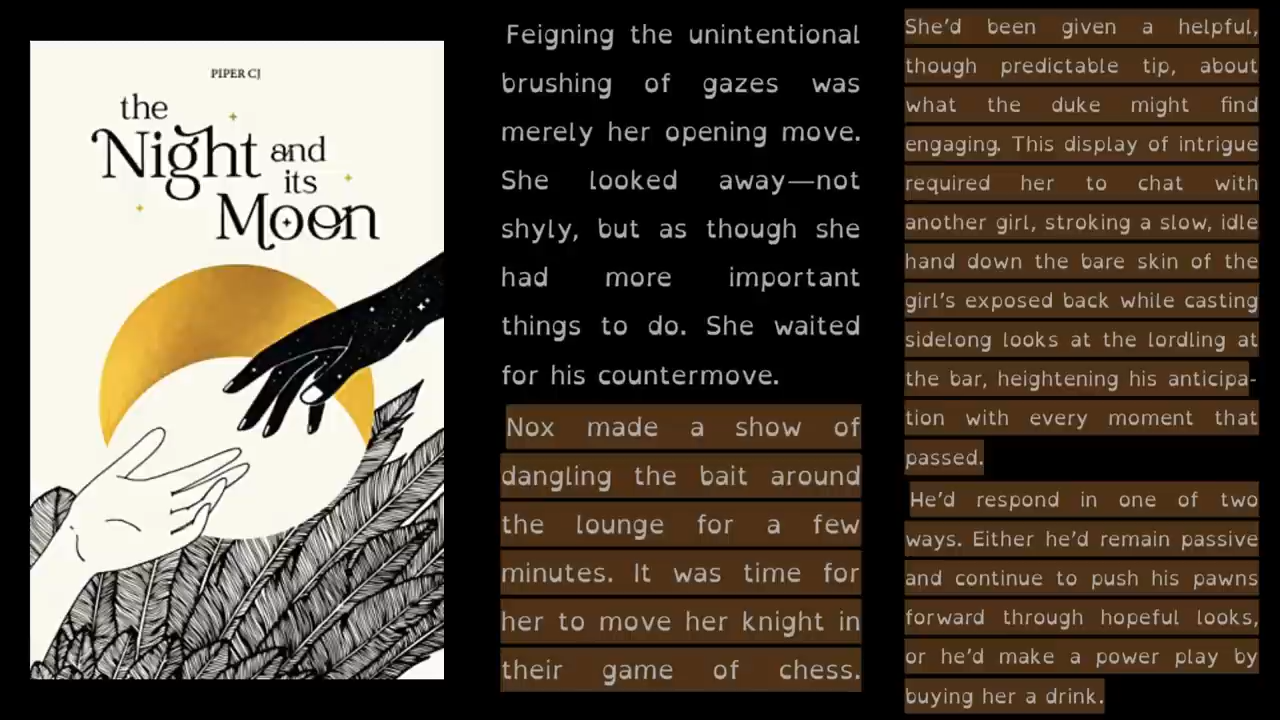 PIPER CJ
the
Night and
its
Moon
Feigning the unintentional
brushing of gazes was
merely her opening move.
She looked away—not
shyly, but as though she
had more important
things to do. She waited
for his countermove.
Nox made a show of
dangling the bait around
the lounge for a few
minutes. It was time for
her to move her knight in
their game of chess.
She’d been given a helpful,
though predictable tip, about
what the duke might find
engaging. This display of intrigue
required her to chat with
another girl, stroking a slow, idle
hand down the bare skin of the
girl’s exposed back while casting
sidelong looks at the lordling at
the bar, heightening his anticipa-
tion with every moment that
passed.
He’d respond in one of two
ways. Either he’d remain passive
and continue to push his pawns
forward through hopeful looks,
or he’d make a power play by
buying her a drink.